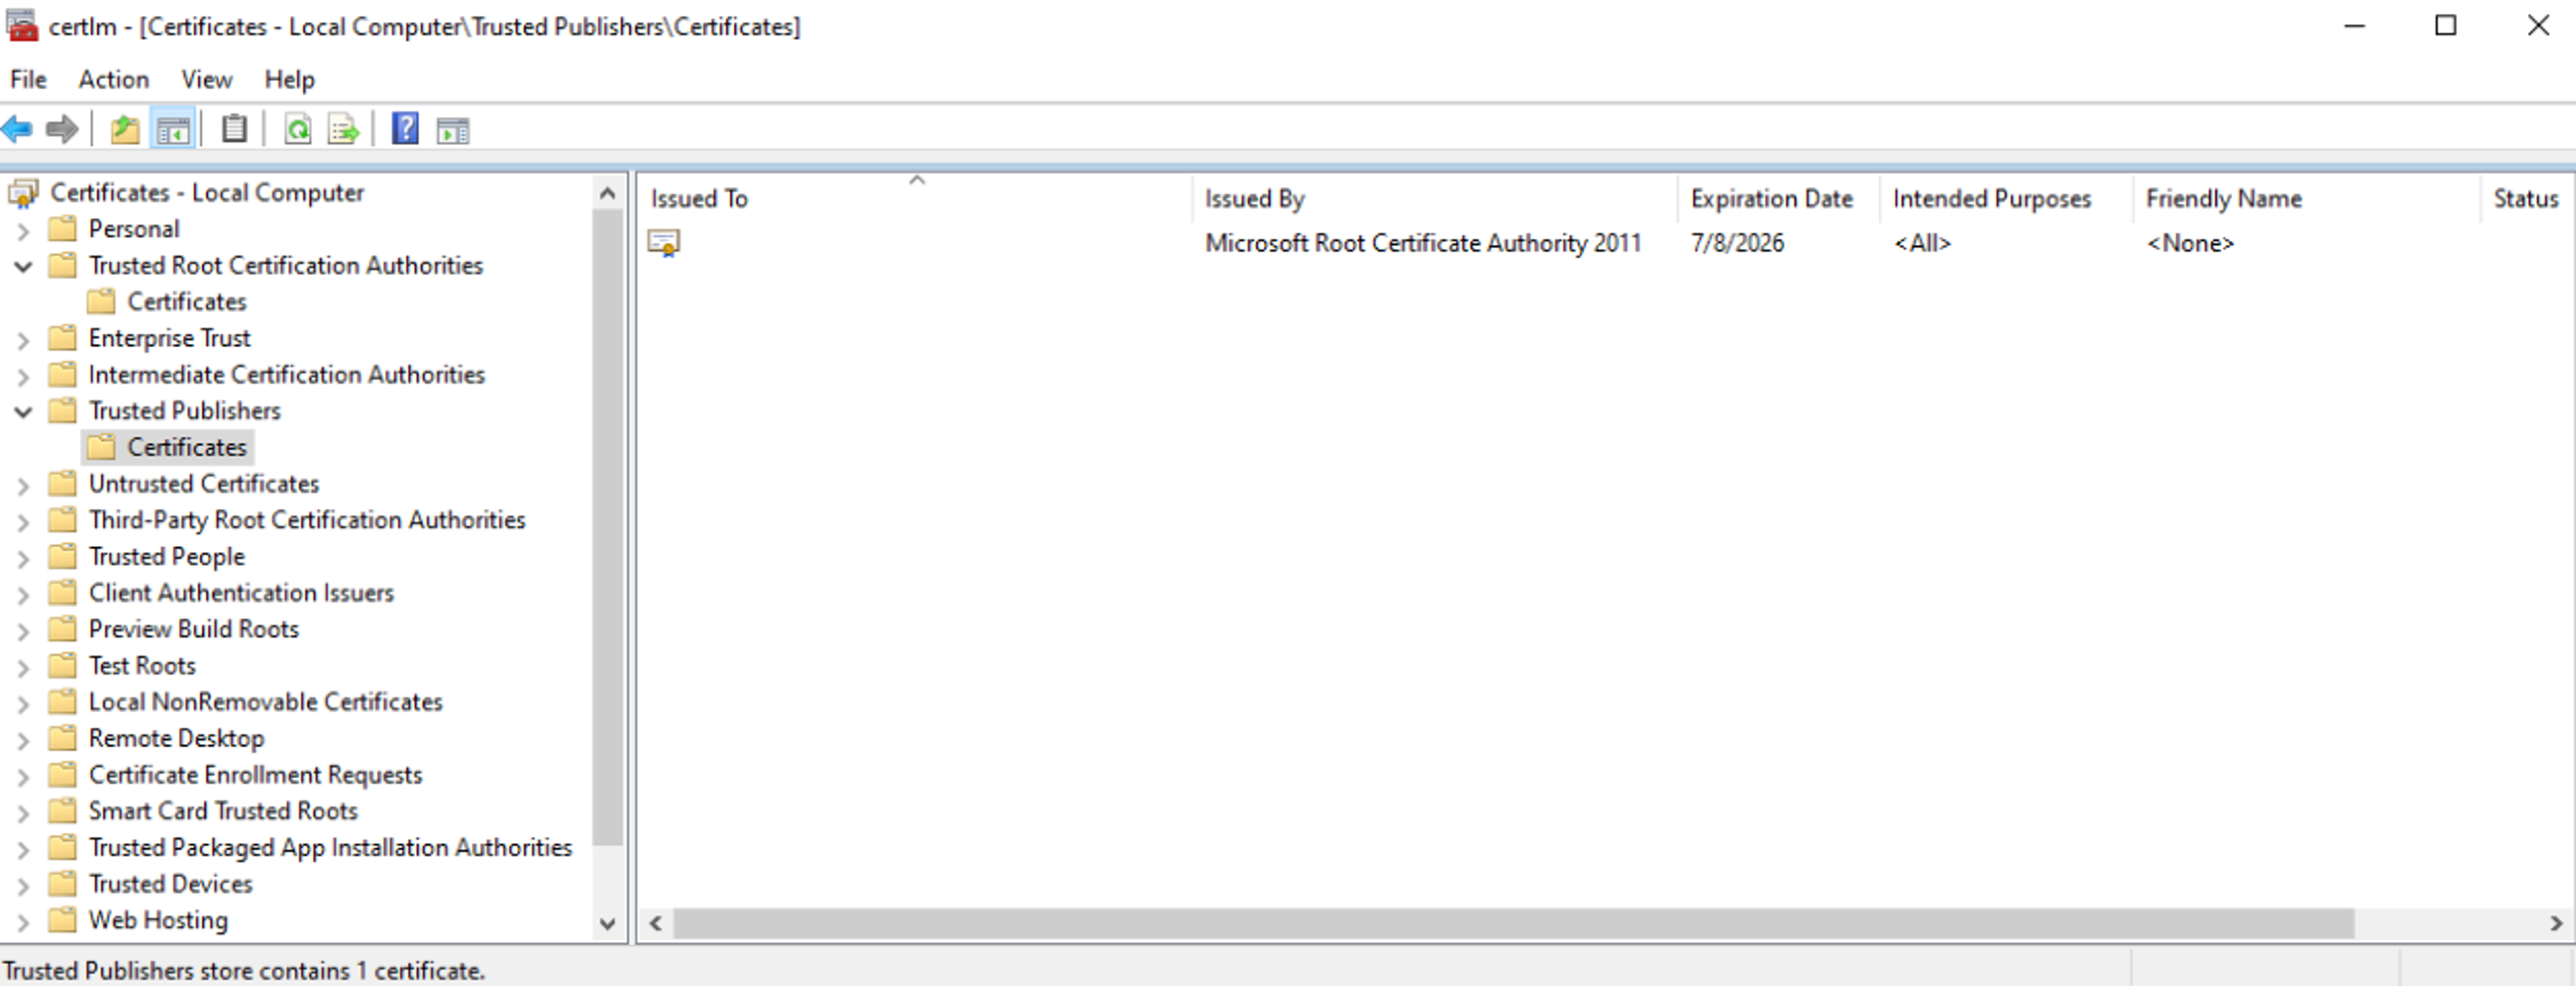 certlm - [Certificates - Local Computer\Trusted Publishers\Certificates]
File Action View Help
Certificates - Local Computer
Personal
Trusted Root Certification Authorities
Certificates
Enterprise Trust
Intermediate Certification Authorities
Trusted Publishers
Certificates
Untrusted Certificates
Third-Party Root Certification Authorities
Trusted People
Client Authentication Issuers
Preview Build Roots
Test Roots
Local NonRemovable Certificates
Remote Desktop
Certificate Enrollment Requests
Smart Card Trusted Roots
Trusted Packaged App Installation Authorities
Trusted Devices
Web Hosting
Issued To Issued By Expiration Date Intended Purposes Friendly Name Status
Microsoft Root Certificate Authority 2011 7/8/2026 <All> <None>
Trusted Publishers store contains 1 certificate.